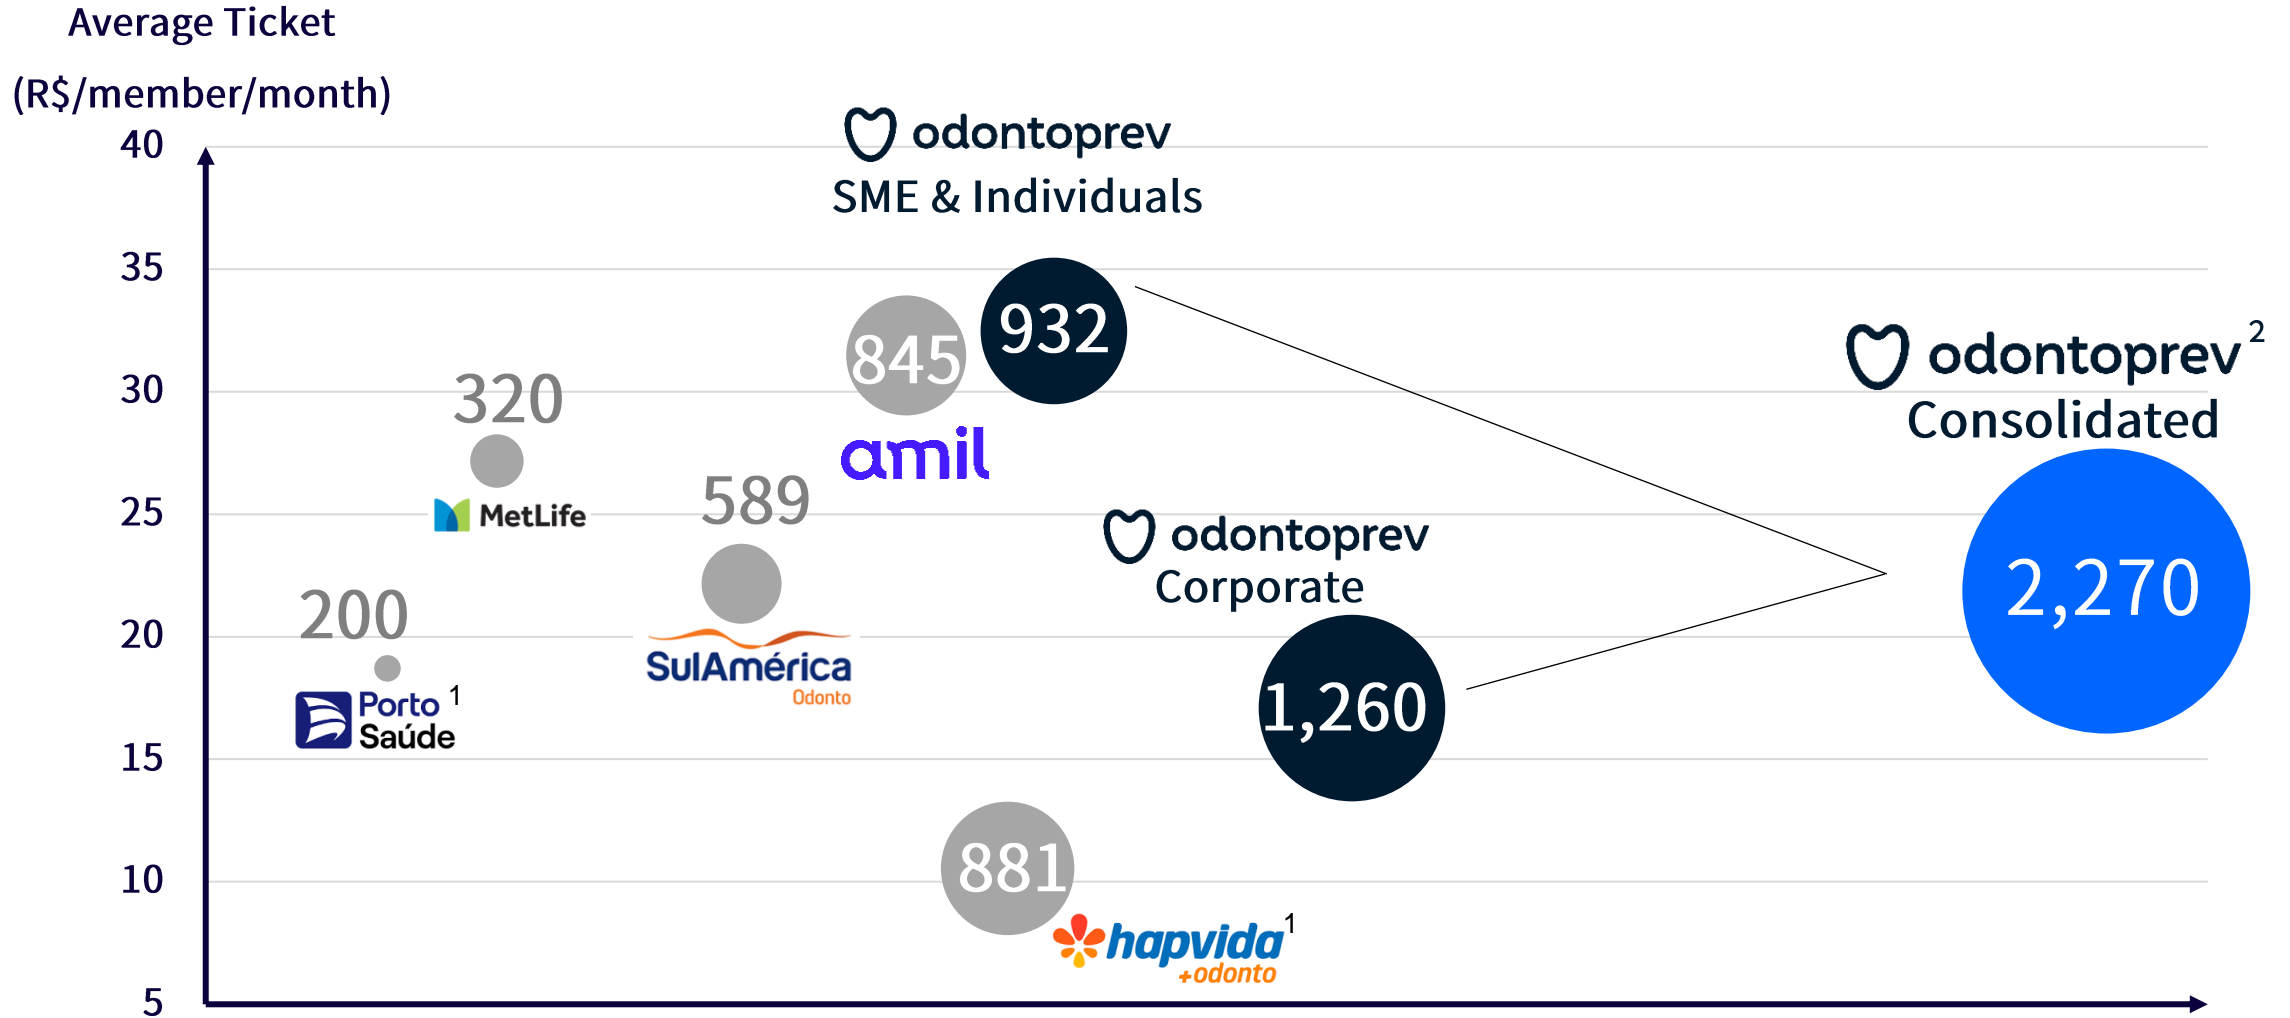 Average Ticket
(R$/member/month)
40
35
30
25
20
15
10
5
odontoprev
SME & Individuals
932
845
amil
320
MetLife
589
SulAmérica
Odonto
200
Porto 1
Saúde
odontoprev
Corporate
1,260
881
hapvida 1
+odonto
odontoprev 2
Consolidated
2,270